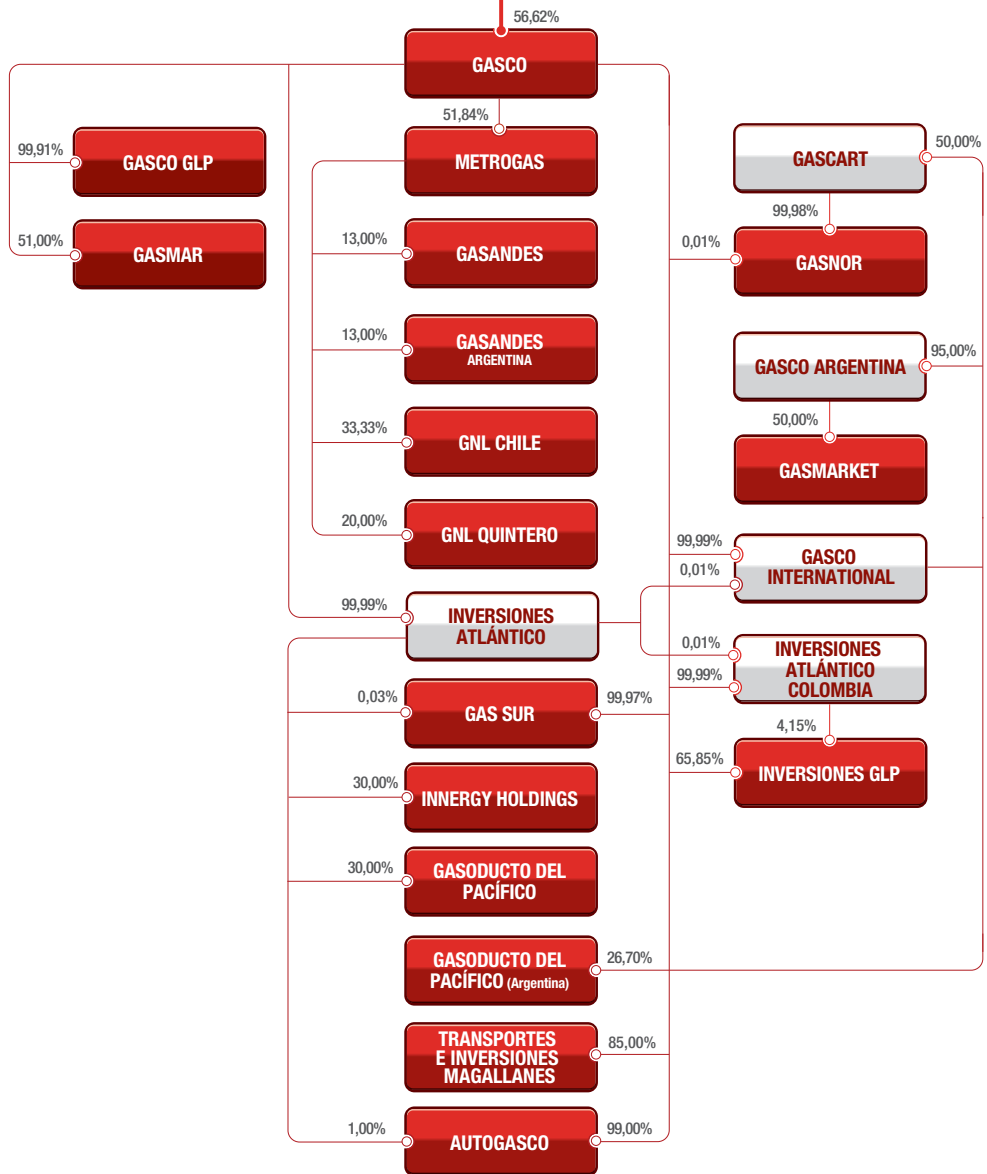 56,62%
GASCO
51,84%
99,91%
GASCO GLP
METROGAS
GASCART
50,00%
99,98%
51,00%
GASMAR
13,00%
GASANDES
0,01%
GASNOR
13,00%
GASANDES
ARGENTINA
GASCO ARGENTINA
95,00%
50,00%
33,33%
GNL CHILE
GASMARKET
20,00%
GNL QUINTERO
99,99%
0,01%
GASCO
INTERNATIONAL
99,99%
INVERSIONES
ATLÁNTICO
0,01%
99,99%
INVERSIONES
ATLÁNTICO
COLOMBIA
0,03%
GAS SUR
99,97%
4,15%
65,85%
INVERSIONES GLP
30,00%
INNERGY HOLDINGS
30,00%
GASODUCTO DEL
PACÍFICO
GASODUCTO DEL
PACÍFICO (Argentina)
26,70%
TRANSPORTES
E INVERSIONES
MAGALLANES
85,00%
1,00%
AUTOGASCO
99,00%